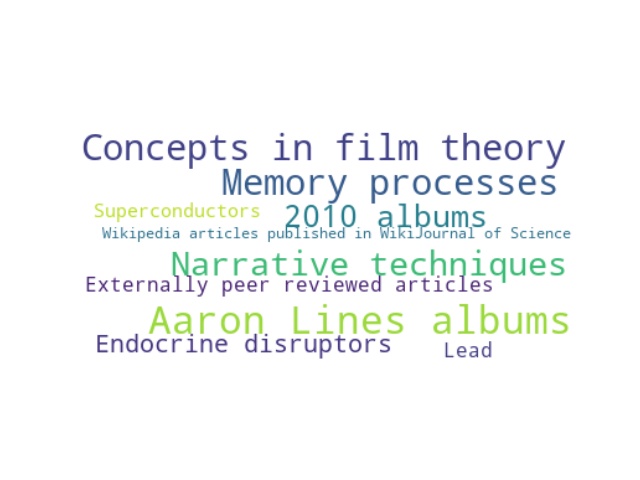 Concepts in film theory
Memory processes
Superconductors
2010 albums
Wikipedia articles published in WikiJournal of Science
Narrative techniques
Externally peer reviewed articles
Aaron Lines albums
Endocrine disruptors
Lead